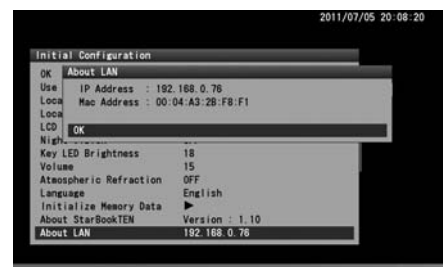 2011/07/05 20:08:20
Initial Configuration
OK
About LAN
Use
IP Address : 192.168.0.76
Loca
Mac Address : 00:04:A3:2B:F8:F1
Loca
LCD
OK
Nigh
Key LED Brightness 18
Volume 15
Atmospheric Refraction OFF
Language English
Initialize Memory Data ▶
About StarBookTEN Version : 1.10
About LAN 192.168.0.76